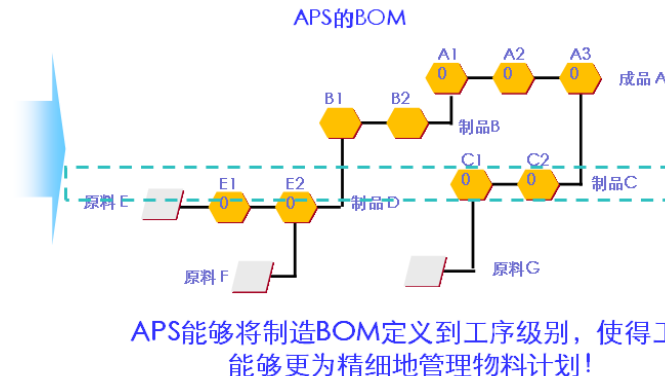 APS的BOM
A1 A2 A3
0 0 0
成品A
B1 B2
制品B
C1 C2
0 0
制品C
E1 E2
0 0
原料E
制品D
原料F
原料G
APS能够将制造BOM定义到工序级别，使得
能够更为精细地管理物料计划！